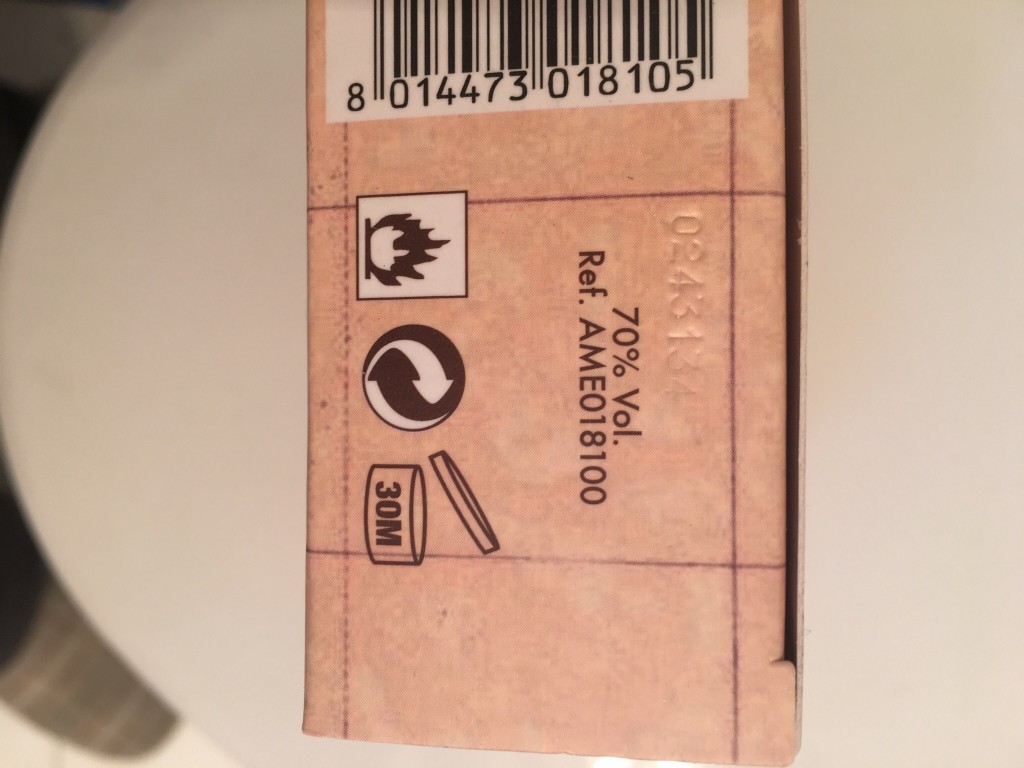 8 014473 018105
0243134
70% Vol.
Ref. AME018100
30M